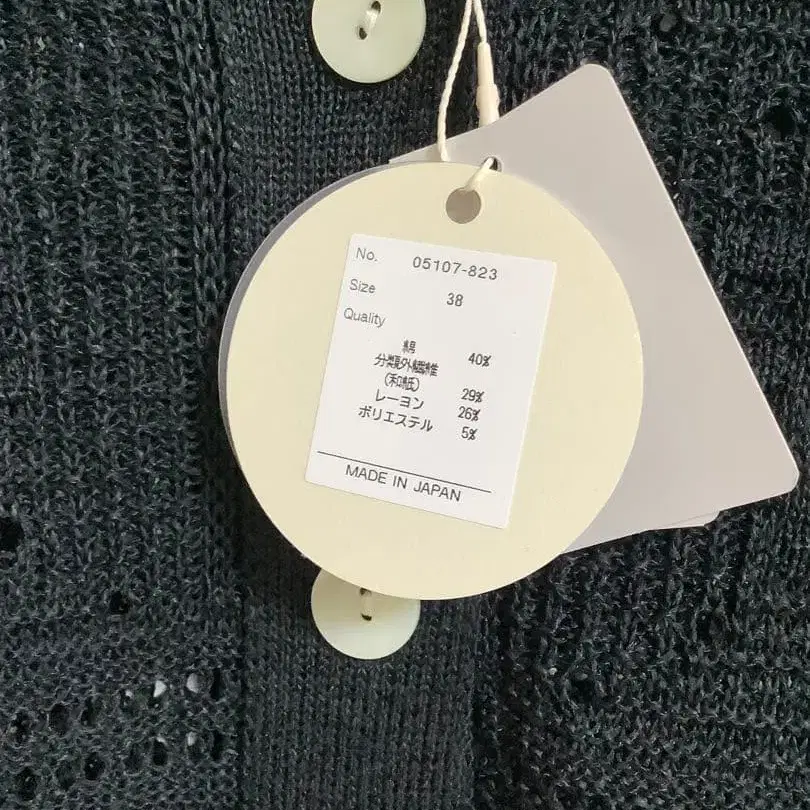 No. 05107-823
Size 38
Quality
綿 40%
分類外繊維
(和紙) 29%
レーヨン 26%
ポリエステル 5%
MADE IN JAPAN